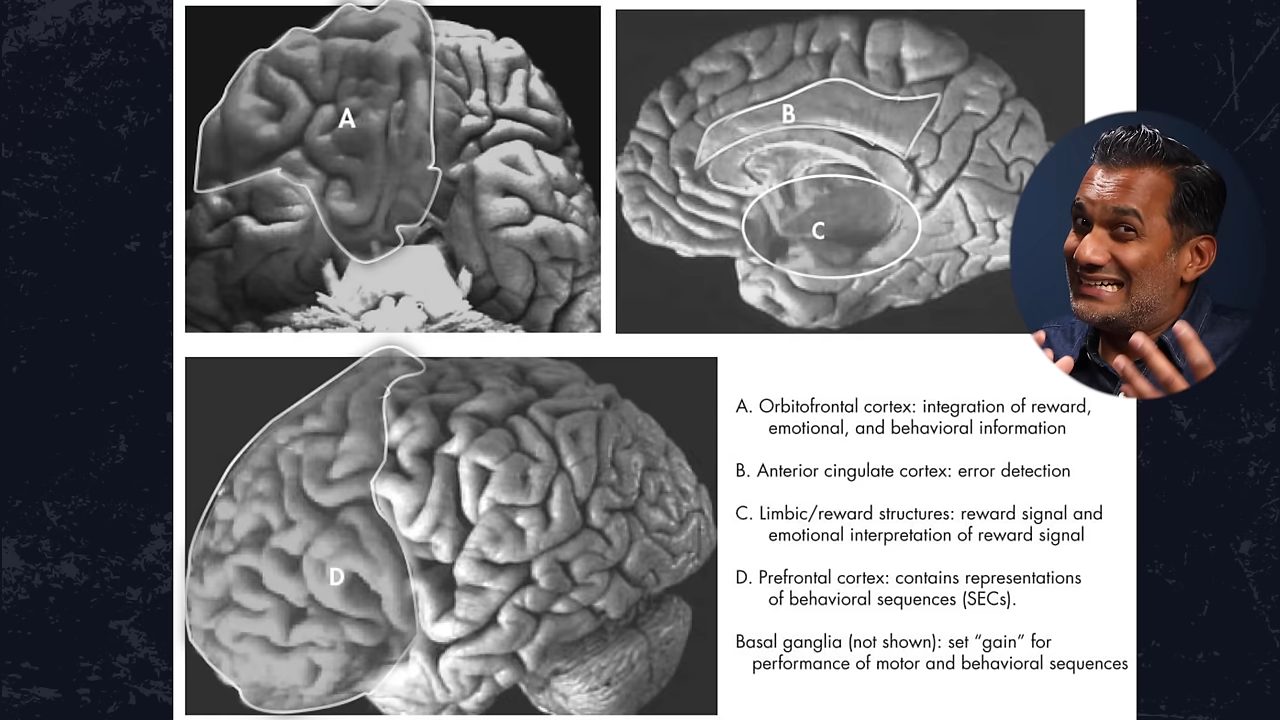 A
B
C
D
A. Orbitofrontal cortex: integration of reward,
emotional, and behavioral information
B. Anterior cingulate cortex: error detection
C. Limbic/reward structures: reward signal and
emotional interpretation of reward signal
D. Prefrontal cortex: contains representations
of behavioral sequences (SECs).
Basal ganglia (not shown): set “gain” for
performance of motor and behavioral sequences